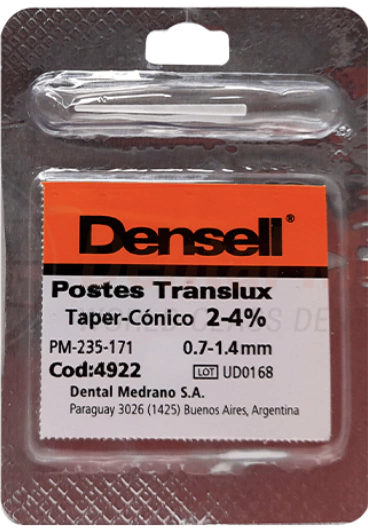 Densell®
Postes Translux
Taper-Cónico 2-4%
PM-235-171 0.7-1.4mm
Cod:4922 LOT UD0168
Dental Medrano S.A.
Paraguay 3026 (1425) Buenos Aires, Argentina